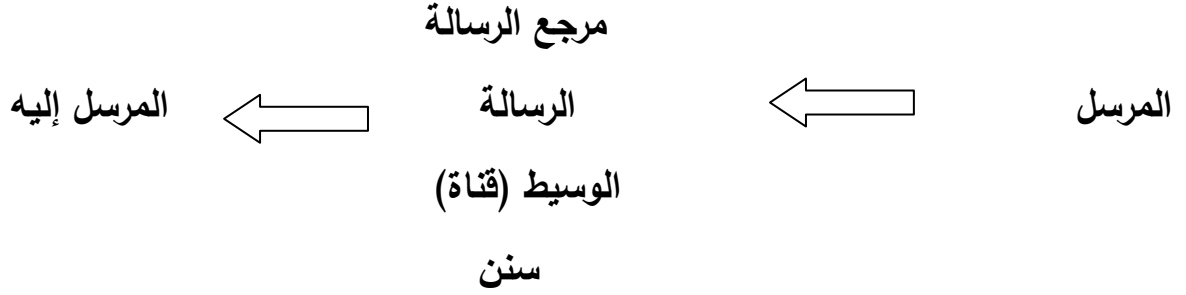 مرجع الرسالة
المرسل الرسالة المرسل إليه
الوسيط (قناة)
سنن